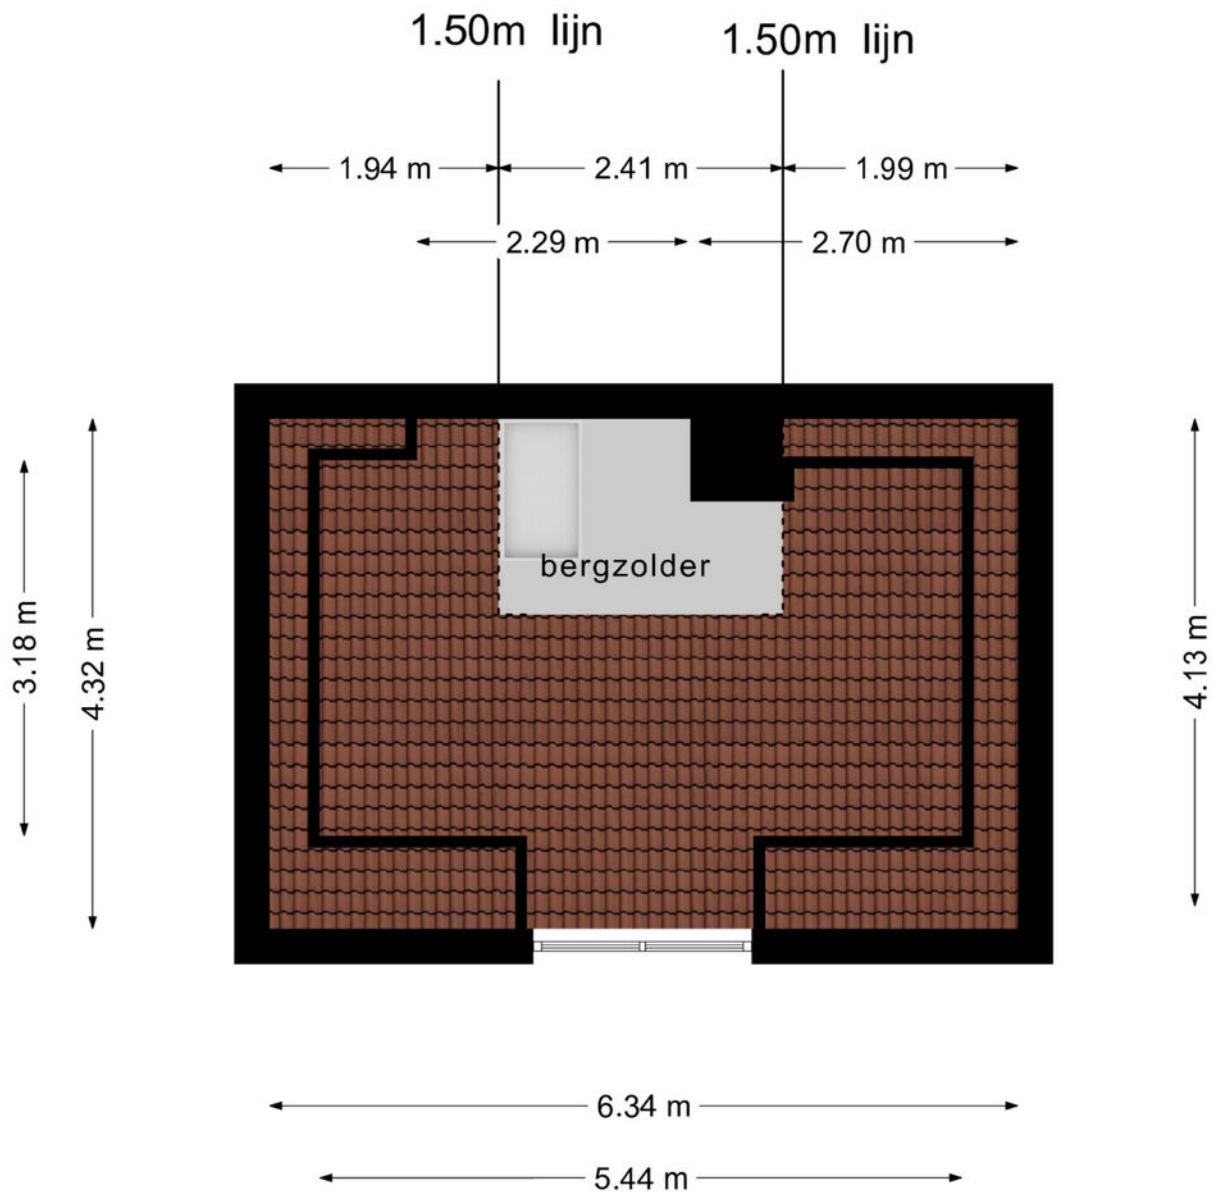 1.50m lijn
1.50m lijn
1.94 m
2.41 m
1.99 m
2.29 m
2.70 m
bergzolder
3.18 m
4.32 m
4.13 m
6.34 m
5.44 m